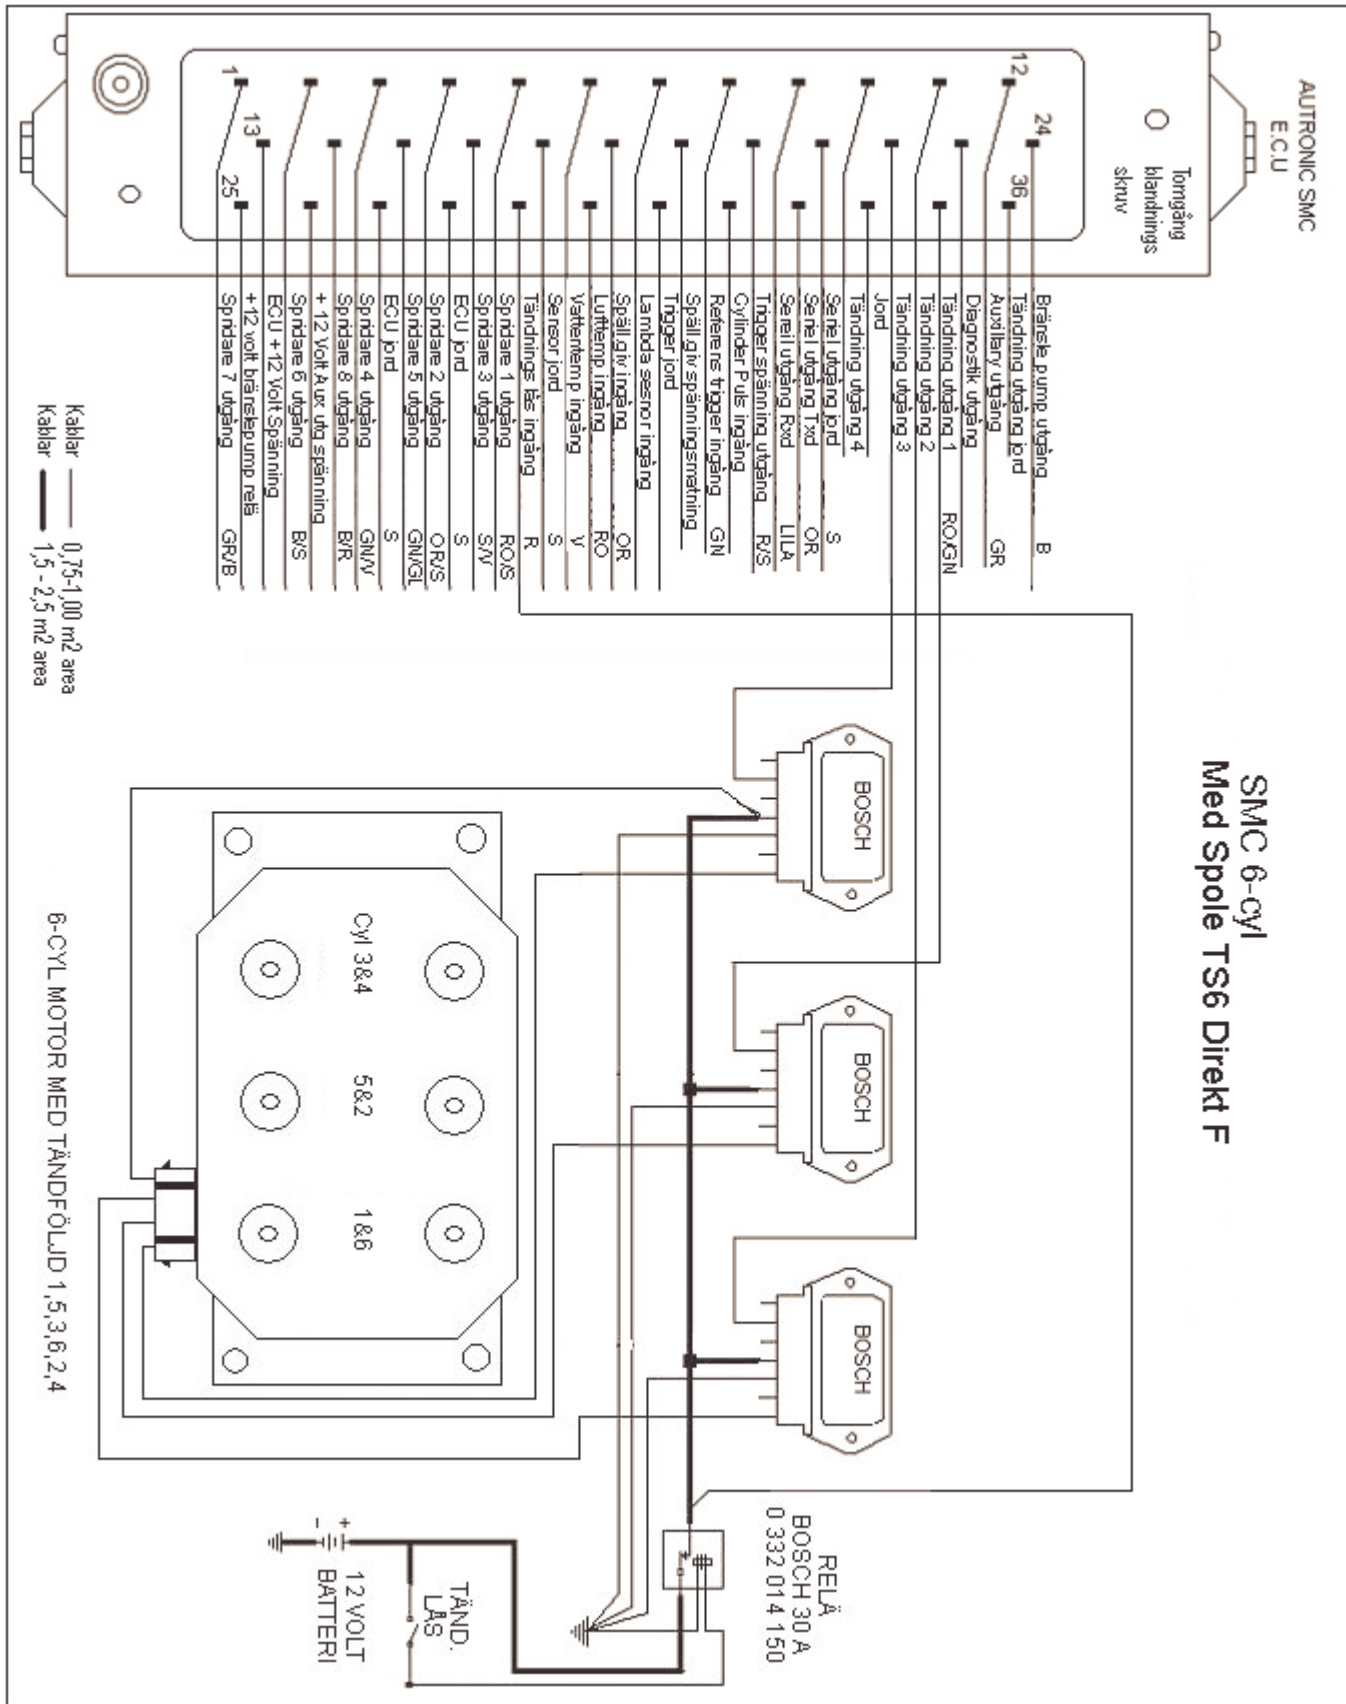 AUTRONIC SMC
E.C.U
Tomgång
blandnings
skruv
12
24
36
1
13
25
Bränsle pump utgång B
Tändning utgång jord
Auxillary utgång GR
Diagnostik utgång
Tändning utgång 1 RO/GN
Tändning utgång 2
Tändning utgång 3
Jord
Tändning utgång 4
Seriel utgång jord S
Seriel utgång Txd OR
Serieil utgång Rxd LILA
Trigger spänning utgång R/S
Cylinder Puls ingång
Referens trigger ingång GN
Späll.giv spänningsmatning
Trigger jord
Lambda sesnor ingång
Späll.giv ingång OR
Lufttemp ingång RO
Vattentemp ingång V
Sensor jord S
Tändnings lås ingång R
Spridare 1 utgång RO/S
Spridare 3 utgång S/V
ECU jord S
Spridare 2 utgång OR/S
Spridare 5 utgång GN/GL
ECU jord S
Spridare 4 utgång GN/V
Spridare 8 utgång B/R
+ 12 Volt Aux utg spänning
Spridare 6 utgång B/S
ECU +12 Volt Spänning
+12 volt bränslepump relä
Spridare 7 utgång GR/B
Kablar 0,75-1,00 m2 area
Kablar 1,5 - 2,5 m2 area
SMC 6-cyl
Med Spole TS6 Direkt F
BOSCH
BOSCH
BOSCH
Cyl 3&4
5&2
1&6
6-CYL MOTOR MED TÄNDFÖLJD 1,5,3,6,2,4
RELÄ
BOSCH 30 A
0 332 014 150
TÄND.
LÅS
+
-
12 VOLT
BATTERI